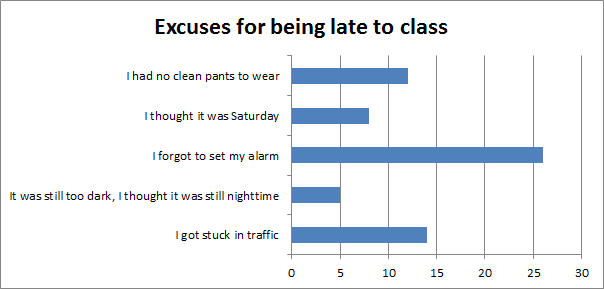 Excuses for being late to class
I had no clean pants to wear
I thought it was Saturday
I forgot to set my alarm
It was still too dark, I thought it was still nighttime
I got stuck in traffic
0 5 10 15 20 25 30